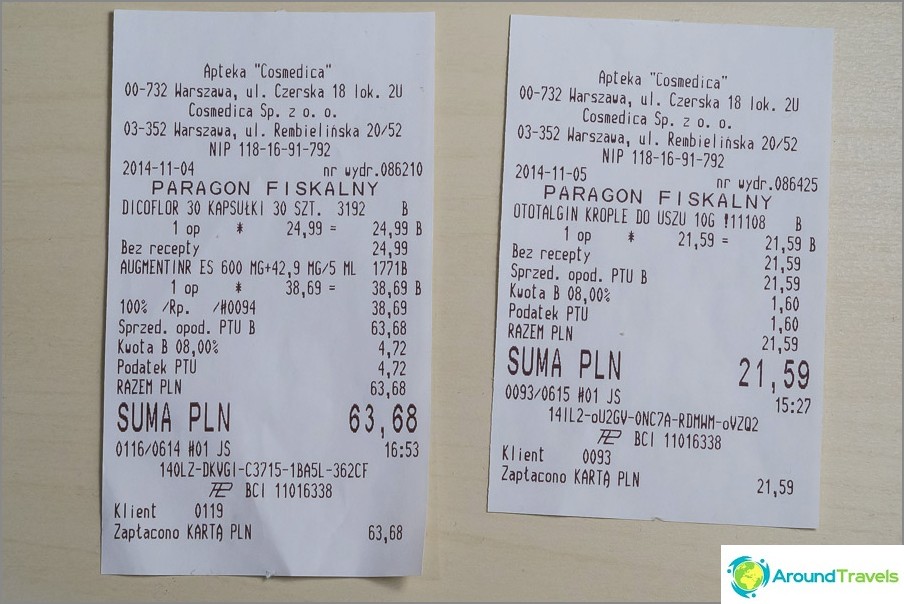 Apteka "Cosmedica"
00-732 Warszawa, ul. Czerska 18 lok. 2U
Cosmedica Sp. z o. o.
03-352 Warszawa, ul. Rembielińska 20/52
NIP 118-16-91-792
2014-11-04 nr wydr.086210
PARAGON FISKALNY
DICOFLOR 30 KAPSUŁKI 30 SZT. 3192 B
1 op * 24,99 = 24,99 B
Bez recepty 24,99
AUGMENTINR ES 600 MG+42,9 MG/5 ML 1771B
1 op * 38,69 = 38,69 B
100% /Rp. /#0094 38,69
Sprzed. opod. PTU B 63,68
Kwota B 08,00% 4,72
Podatek PTU 4,72
RAZEM PLN 63,68
SUMA PLN 63,68
0116/0614 #01 JS 16:53
140LZ-DKVGI-C3715-1BA5L-362CF
BCI 11016338
Klient 0119
Zapłacono KARTĄ PLN 63,68
Apteka "Cosmedica"
00-732 Warszawa, ul. Czerska 18 lok. 2U
Cosmedica Sp. z o. o.
03-352 Warszawa, ul. Rembielińska 20/52
NIP 118-16-91-792
2014-11-05 nr wydr.086425
PARAGON FISKALNY
OTOTALGIN KROPLE DO USZU 10G !11108 B
1 op * 21,59 = 21,59 B
Bez recepty 21,59
Sprzed. opod. PTU B 21,59
Kwota B 08,00% 1,60
Podatek PTU 1,60
RAZEM PLN 21,59
SUMA PLN 21,59
0093/0615 #01 JS 15:27
14IL2-oU2GV-0NC7A-RDMWM-oVZQ2
BCI 11016338
Klient 0093
Zapłacono KARTĄ PLN 21,59
AroundTravels